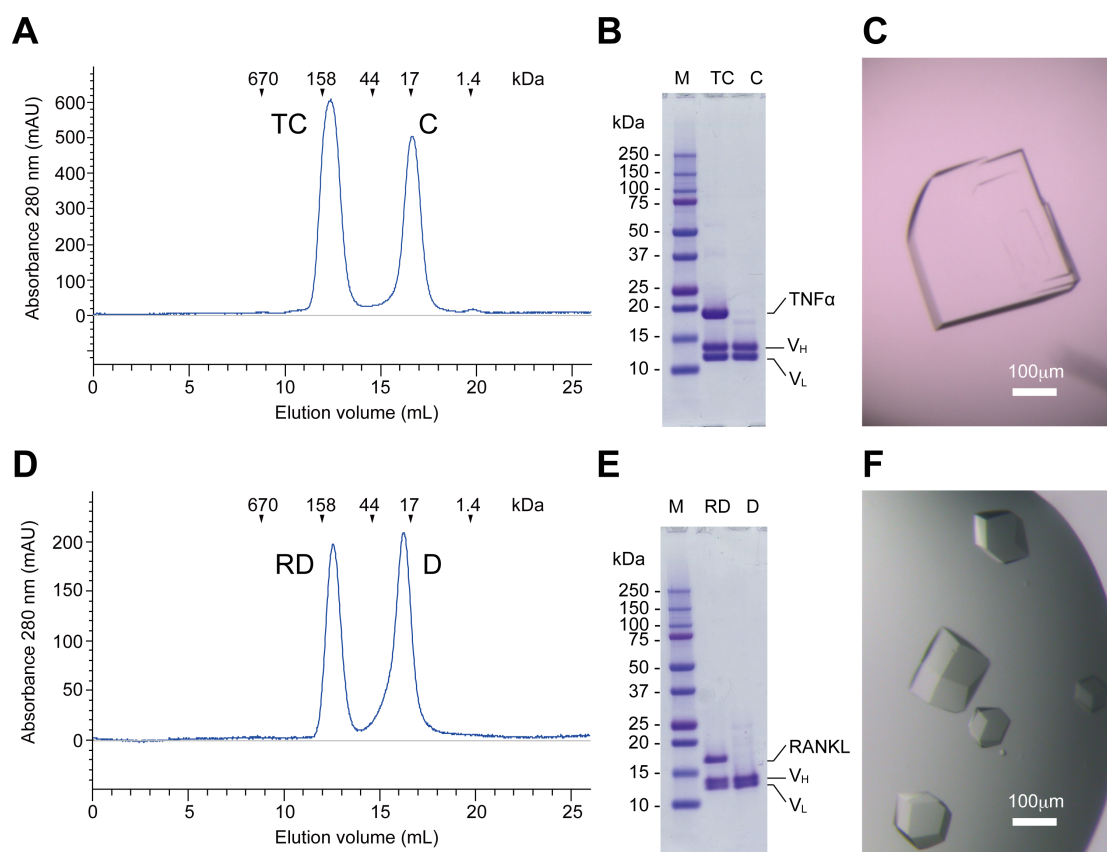 A
670 158 44 17 1.4 kDa
TC
C
Absorbance 280 nm (mAU)
600
500
400
300
200
100
0
0 5 10 15 20 25
Elution volume (mL)
B
M TC C
kDa
250 -
150 -
100 -
75 -
50 -
37 -
25 -
20 -
15 -
10 -
TNFα
VH
VL
C
100µm
D
670 158 44 17 1.4 kDa
RD
D
Absorbance 280 nm (mAU)
200
150
100
50
0
0 5 10 15 20 25
Elution volume (mL)
E
M RD D
kDa
250 -
150 -
100 -
75 -
50 -
37 -
25 -
20 -
15 -
10 -
RANKL
VH
VL
F
100µm